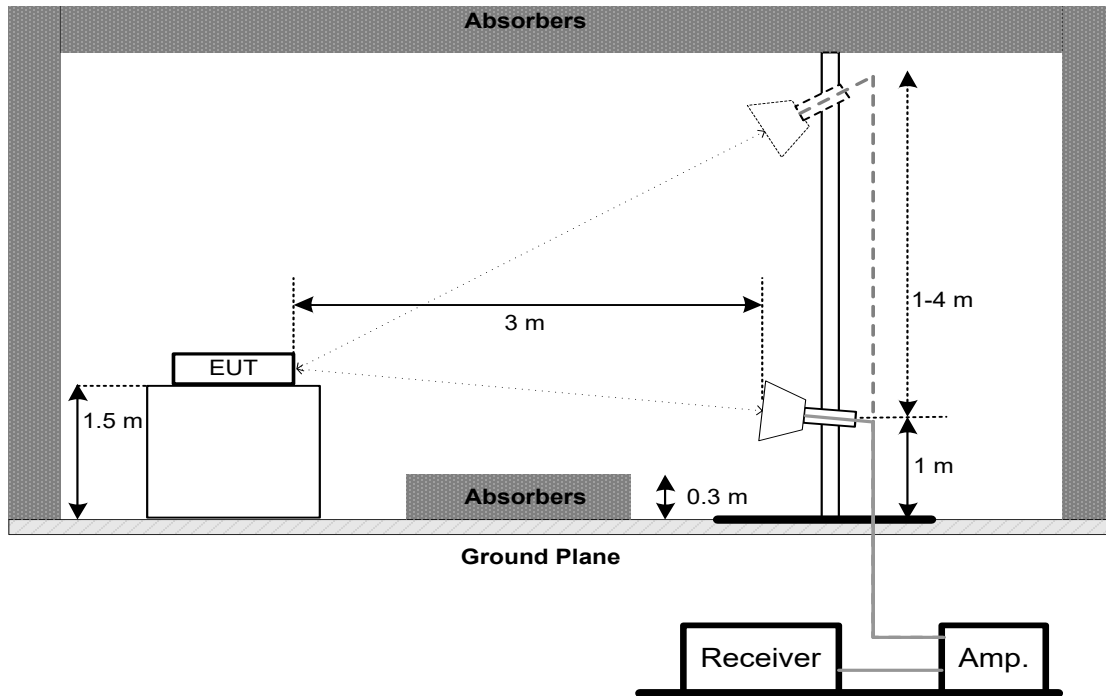 Absorbers
1-4 m
3 m
EUT
1.5 m
1 m
Absorbers
0.3 m
Ground Plane
Receiver
Amp.